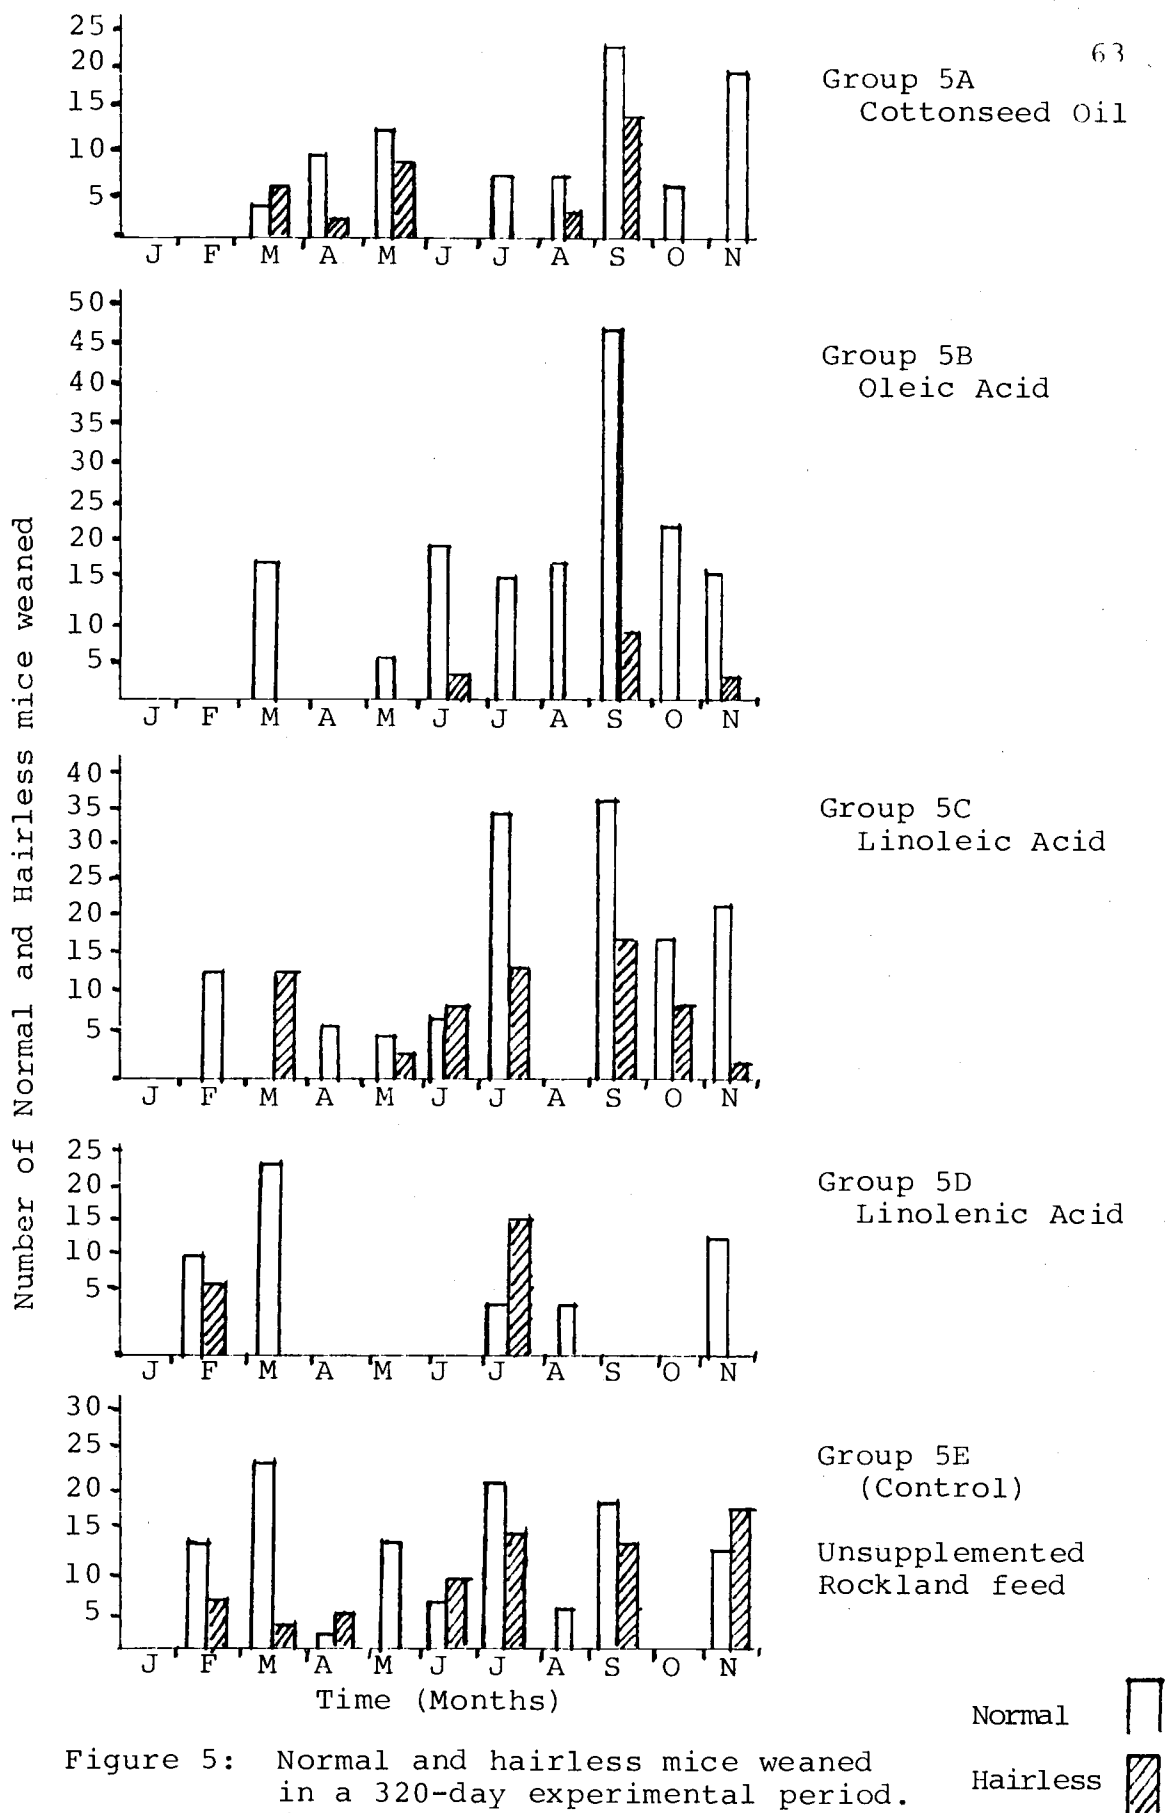 63
25
20
15
10
5
J F M A M J J A S O N
Group 5A
Cottonseed Oil
50
45
40
35
30
25
20
15
10
5
J F M A M J J A S O N
Group 5B
Oleic Acid
Number of Normal and Hairless mice weaned
40
35
30
25
20
15
10
5
J F M A M J J A S O N
Group 5C
Linoleic Acid
25
20
15
10
5
J F M A M J J A S O N
Group 5D
Linolenic Acid
30
25
20
15
10
5
J F M A M J J A S O N
Group 5E
(Control)
Unsupplemented
Rockland feed
Time (Months)
Normal
Hairless
Figure 5: Normal and hairless mice weaned
in a 320-day experimental period.